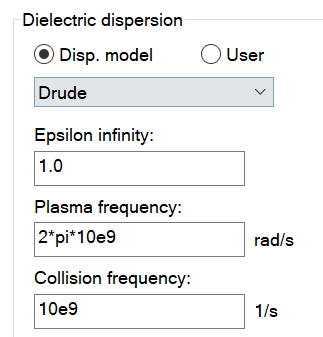 Dielectric dispersion
Disp. model User
Drude
Epsilon infinity:
1.0
Plasma frequency:
2*pi*10e9 rad/s
Collision frequency:
10e9 1/s